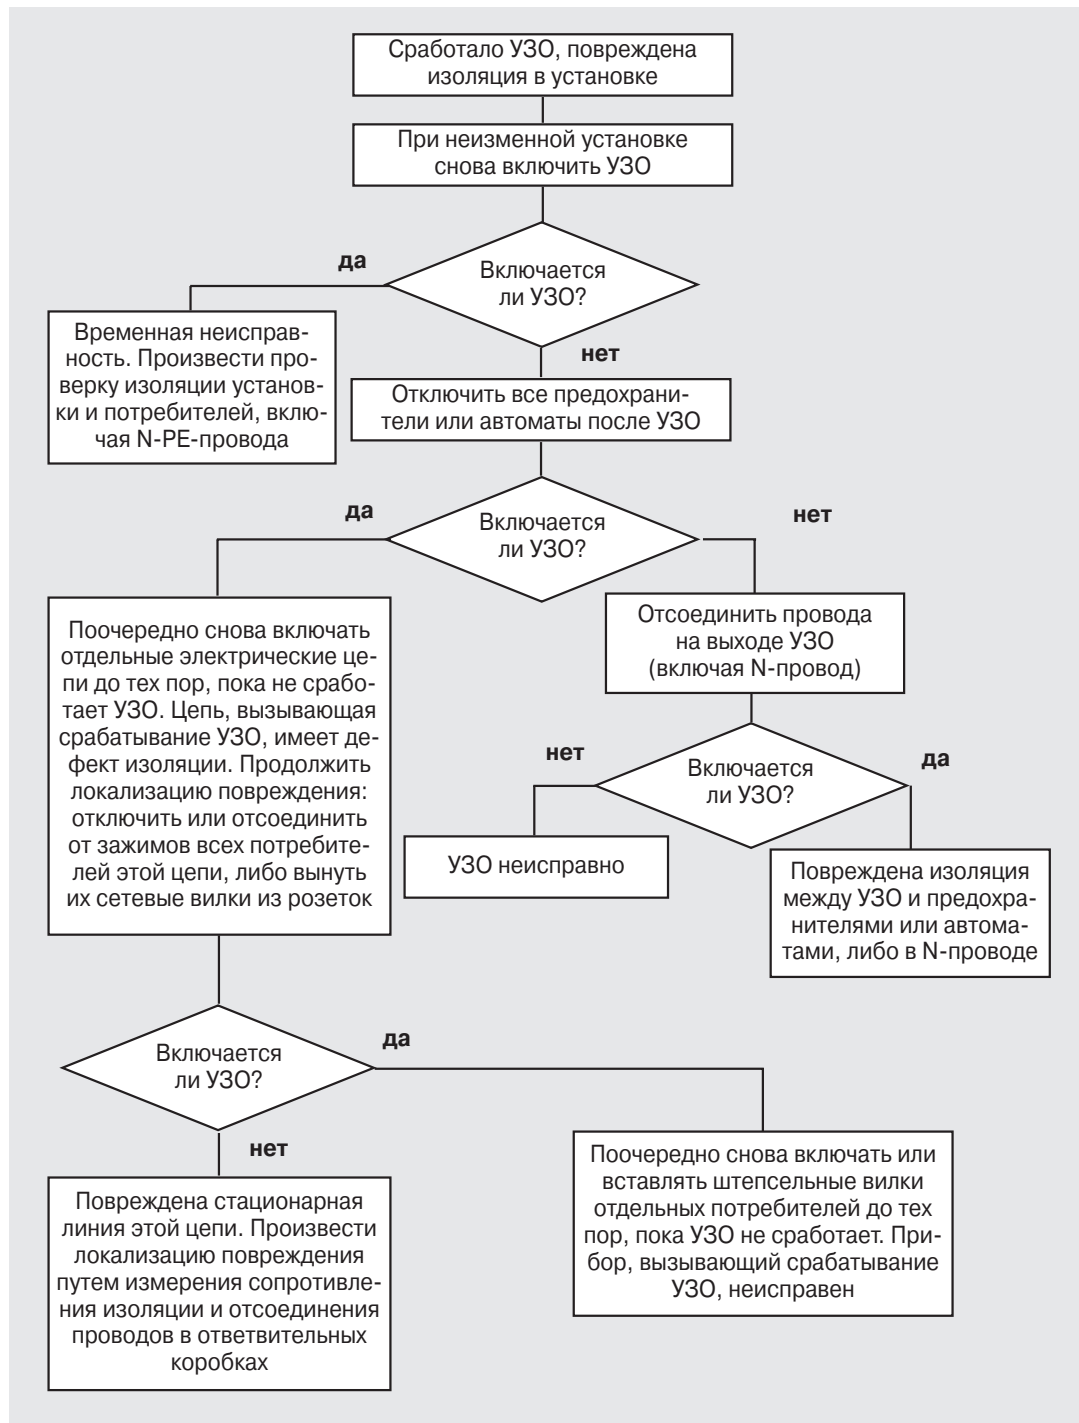 Сработало УЗО, повреждена
изоляция в установке
При неизменной установке
снова включить УЗО
Включается
ли УЗО?
да
Временная неисправ-
ность. Произвести про-
верку изоляции установ-
ки и потребителей, вклю-
чая N-PE-провода
нет
Отключить все предохрани-
тели или автоматы после УЗО
Включается
ли УЗО?
да
нет
Поочередно снова включать
отдельные электрические це-
пи до тех пор, пока не срабо-
тает УЗО. Цепь, вызывающая
срабатывание УЗО, имеет де-
фект изоляции. Продолжить
локализацию повреждения:
отключить или отсоединить
от зажимов всех потребите-
лей этой цепи, либо вынуть
их сетевые вилки из розеток
Отсоединить провода
на выходе УЗО
(включая N-провод)
Включается
ли УЗО?
нет
да
УЗО неисправно
Повреждена изоляция
между УЗО и предохра-
нителями или автома-
тами, либо в N-проводе
Включается
ли УЗО?
да
нет
Повреждена стационарная
линия этой цепи. Произвести
локализацию повреждения
путем измерения сопротивле-
ния изоляции и отсоединения
проводов в ответвительных
коробках
Поочередно снова включать или
вставлять штепсельные вилки
отдельных потребителей до тех
пор, пока УЗО не сработает. При-
бор, вызывающий срабатывание
УЗО, неисправен